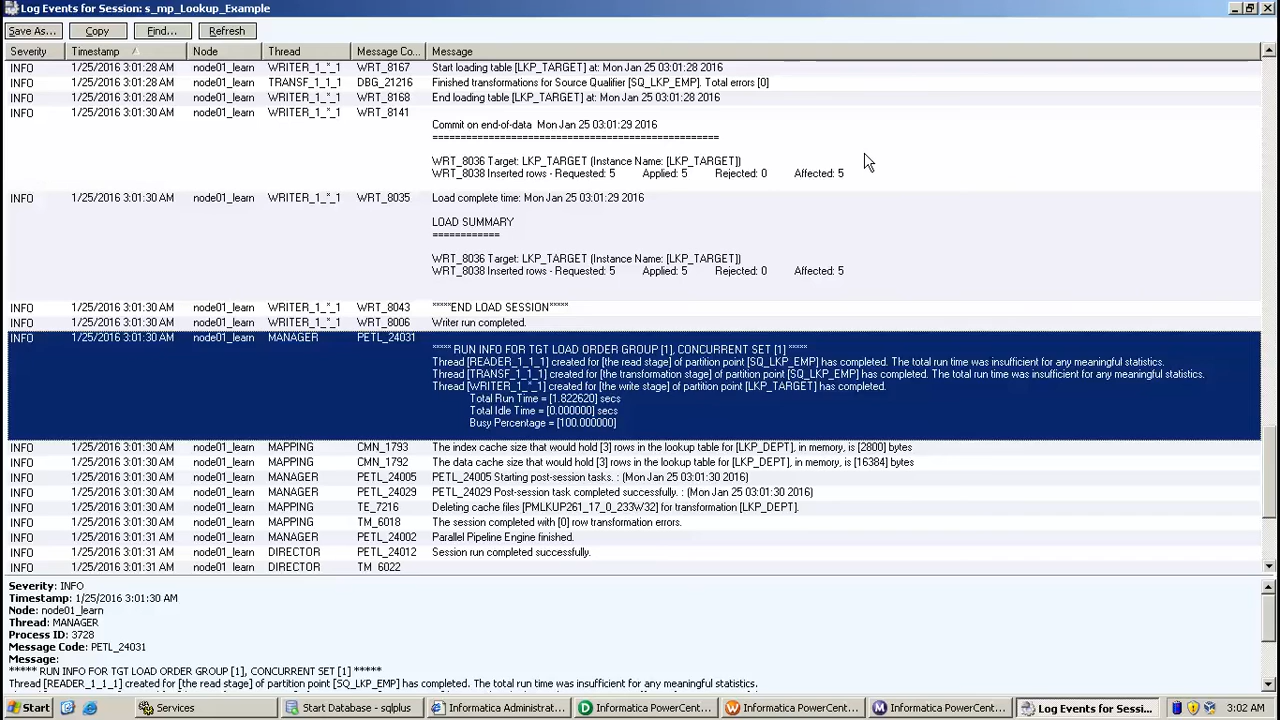 Log Events for Session: s_mp_Lookup_Example
Save As... Copy Find... Refresh
Severity Timestamp Node Thread Message Co... Message
INFO 1/25/2016 3:01:28 AM node01_learn WRITER_1_*_1 WRT_8167 Start loading table [LKP_TARGET] at: Mon Jan 25 03:01:28 2016
INFO 1/25/2016 3:01:28 AM node01_learn TRANSF_1_1_1 DBG_21216 Finished transformations for Source Qualifier [SQ_LKP_EMP]. Total errors [0]
INFO 1/25/2016 3:01:28 AM node01_learn WRITER_1_*_1 WRT_8168 End loading table [LKP_TARGET] at: Mon Jan 25 03:01:28 2016
INFO 1/25/2016 3:01:30 AM node01_learn WRITER_1_*_1 WRT_8141
Commit on end-of-data Mon Jan 25 03:01:29 2016
===================================================
WRT_8036 Target: LKP_TARGET (Instance Name: [LKP_TARGET])
WRT_8038 Inserted rows - Requested: 5 Applied: 5 Rejected: 0 Affected: 5
INFO 1/25/2016 3:01:30 AM node01_learn WRITER_1_*_1 WRT_8035 Load complete time: Mon Jan 25 03:01:29 2016
LOAD SUMMARY
============
WRT_8036 Target: LKP_TARGET (Instance Name: [LKP_TARGET])
WRT_8038 Inserted rows - Requested: 5 Applied: 5 Rejected: 0 Affected: 5
INFO 1/25/2016 3:01:30 AM node01_learn WRITER_1_*_1 WRT_8043 *****END LOAD SESSION*****
INFO 1/25/2016 3:01:30 AM node01_learn WRITER_1_*_1 WRT_8006 Writer run completed.
INFO 1/25/2016 3:01:30 AM node01_learn MANAGER PETL_24031
***** RUN INFO FOR TGT LOAD ORDER GROUP [1], CONCURRENT SET [1] *****
Thread [READER_1_1_1] created for [the read stage] of partition point [SQ_LKP_EMP] has completed. The total run time was insufficient for any meaningful statistics.
Thread [TRANSF_1_1_1] created for [the transformation stage] of partition point [SQ_LKP_EMP] has completed. The total run time was insufficient for any meaningful statistics.
Thread [WRITER_1_*_1] created for [the write stage] of partition point [LKP_TARGET] has completed.
Total Run Time = [1.822620] secs
Total Idle Time = [0.000000] secs
Busy Percentage = [100.000000]
INFO 1/25/2016 3:01:30 AM node01_learn MAPPING CMN_1793 The index cache size that would hold [3] rows in the lookup table for [LKP_DEPT], in memory, is [2800] bytes
INFO 1/25/2016 3:01:30 AM node01_learn MAPPING CMN_1792 The data cache size that would hold [3] rows in the lookup table for [LKP_DEPT], in memory, is [16384] bytes
INFO 1/25/2016 3:01:30 AM node01_learn MANAGER PETL_24005 PETL_24005 Starting post-session tasks. : (Mon Jan 25 03:01:30 2016)
INFO 1/25/2016 3:01:30 AM node01_learn MANAGER PETL_24029 PETL_24029 Post-session task completed successfully. : (Mon Jan 25 03:01:30 2016)
INFO 1/25/2016 3:01:30 AM node01_learn MAPPING TE_7216 Deleting cache files [PMLKUP261_17_0_233W32] for transformation [LKP_DEPT].
INFO 1/25/2016 3:01:30 AM node01_learn MAPPING TM_6018 The session completed with [0] row transformation errors.
INFO 1/25/2016 3:01:31 AM node01_learn MANAGER PETL_24002 Parallel Pipeline Engine finished.
INFO 1/25/2016 3:01:31 AM node01_learn DIRECTOR PETL_24012 Session run completed successfully.
INFO 1/25/2016 3:01:31 AM node01_learn DIRECTOR TM_6022
Severity: INFO
Timestamp: 1/25/2016 3:01:30 AM
Node: node01_learn
Thread: MANAGER
Process ID: 3728
Message Code: PETL_24031
Message:
***** RUN INFO FOR TGT LOAD ORDER GROUP [1], CONCURRENT SET [1] *****
Thread [READER_1_1_1] created for [the read stage] of partition point [SQ_LKP_EMP] has completed. The total run time was insufficient for any meaningful statistics.
Start Services Start Database - sqlplus Informatica Administrat... Informatica PowerCent... Informatica PowerCent... Informatica PowerCent... Log Events for Sessi... 3:02 AM